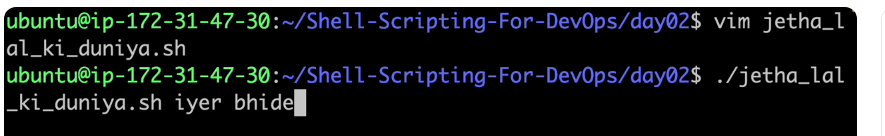 ubuntu@ip-172-31-47-30:~/Shell-Scripting-For-DevOps/day02$ vim jetha_l
al_ki_duniya.sh
ubuntu@ip-172-31-47-30:~/Shell-Scripting-For-DevOps/day02$ ./jetha_lal
_ki_duniya.sh iyer bhide